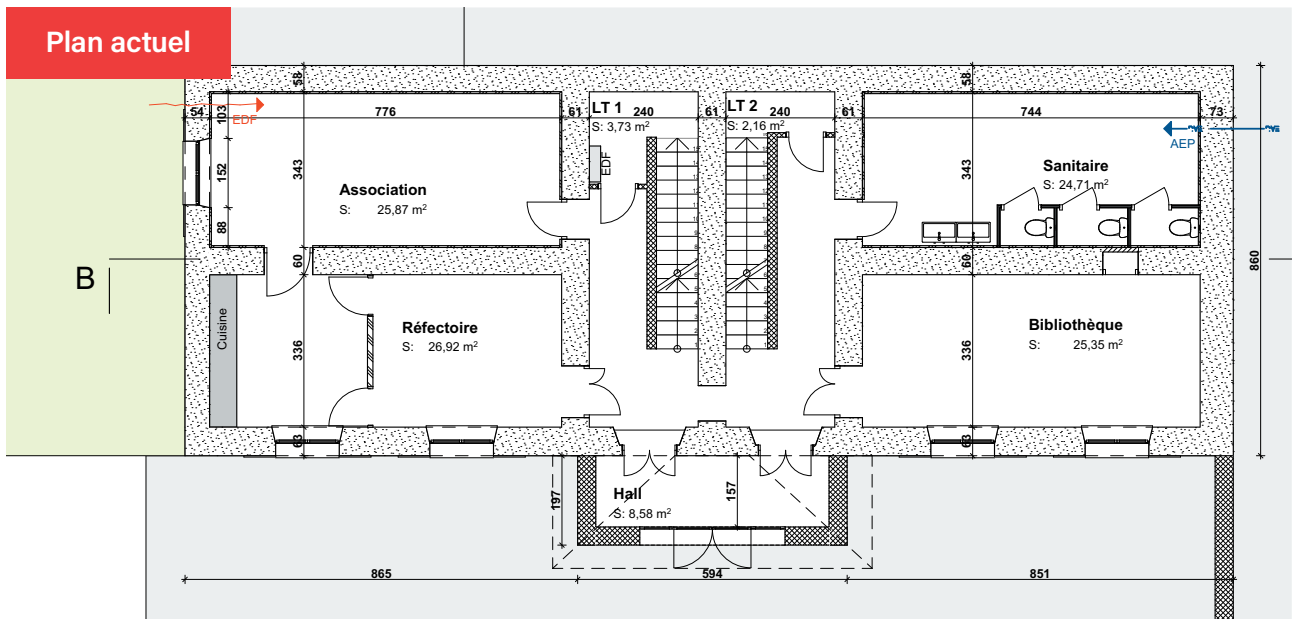 Plan actuel
58
58
LT 1
S: 3,73 m²
LT 2
S: 2,16 m²
54
776
61
240
61
240
61
744
73
EDF
103
AEP
152
343
Association
S: 25,87 m²
EDF
343
Sanitaire
S: 24,71 m²
88
B
60
60
860
Cuisine
336
Réfectoire
S: 26,92 m²
336
Bibliothèque
S: 25,35 m²
63
63
197
Hall
S: 8,58 m²
157
865
594
851